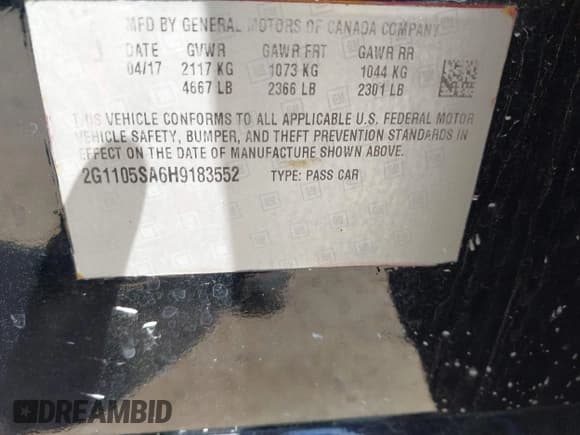 MFD BY GENERAL MOTORS OF CANADA COMPANY
DATE GVWR GAWR FRT GAWR RR
04/17 2117 KG 1073 KG 1044 KG
4667 LB 2366 LB 2301 LB
THIS VEHICLE CONFORMS TO ALL APPLICABLE U.S. FEDERAL MOTOR
VEHICLE SAFETY, BUMPER, AND THEFT PREVENTION STANDARDS IN
EFFECT ON THE DATE OF MANUFACTURE SHOWN ABOVE.
2G1105SA6H9183552 TYPE: PASS CAR
DREAMBID